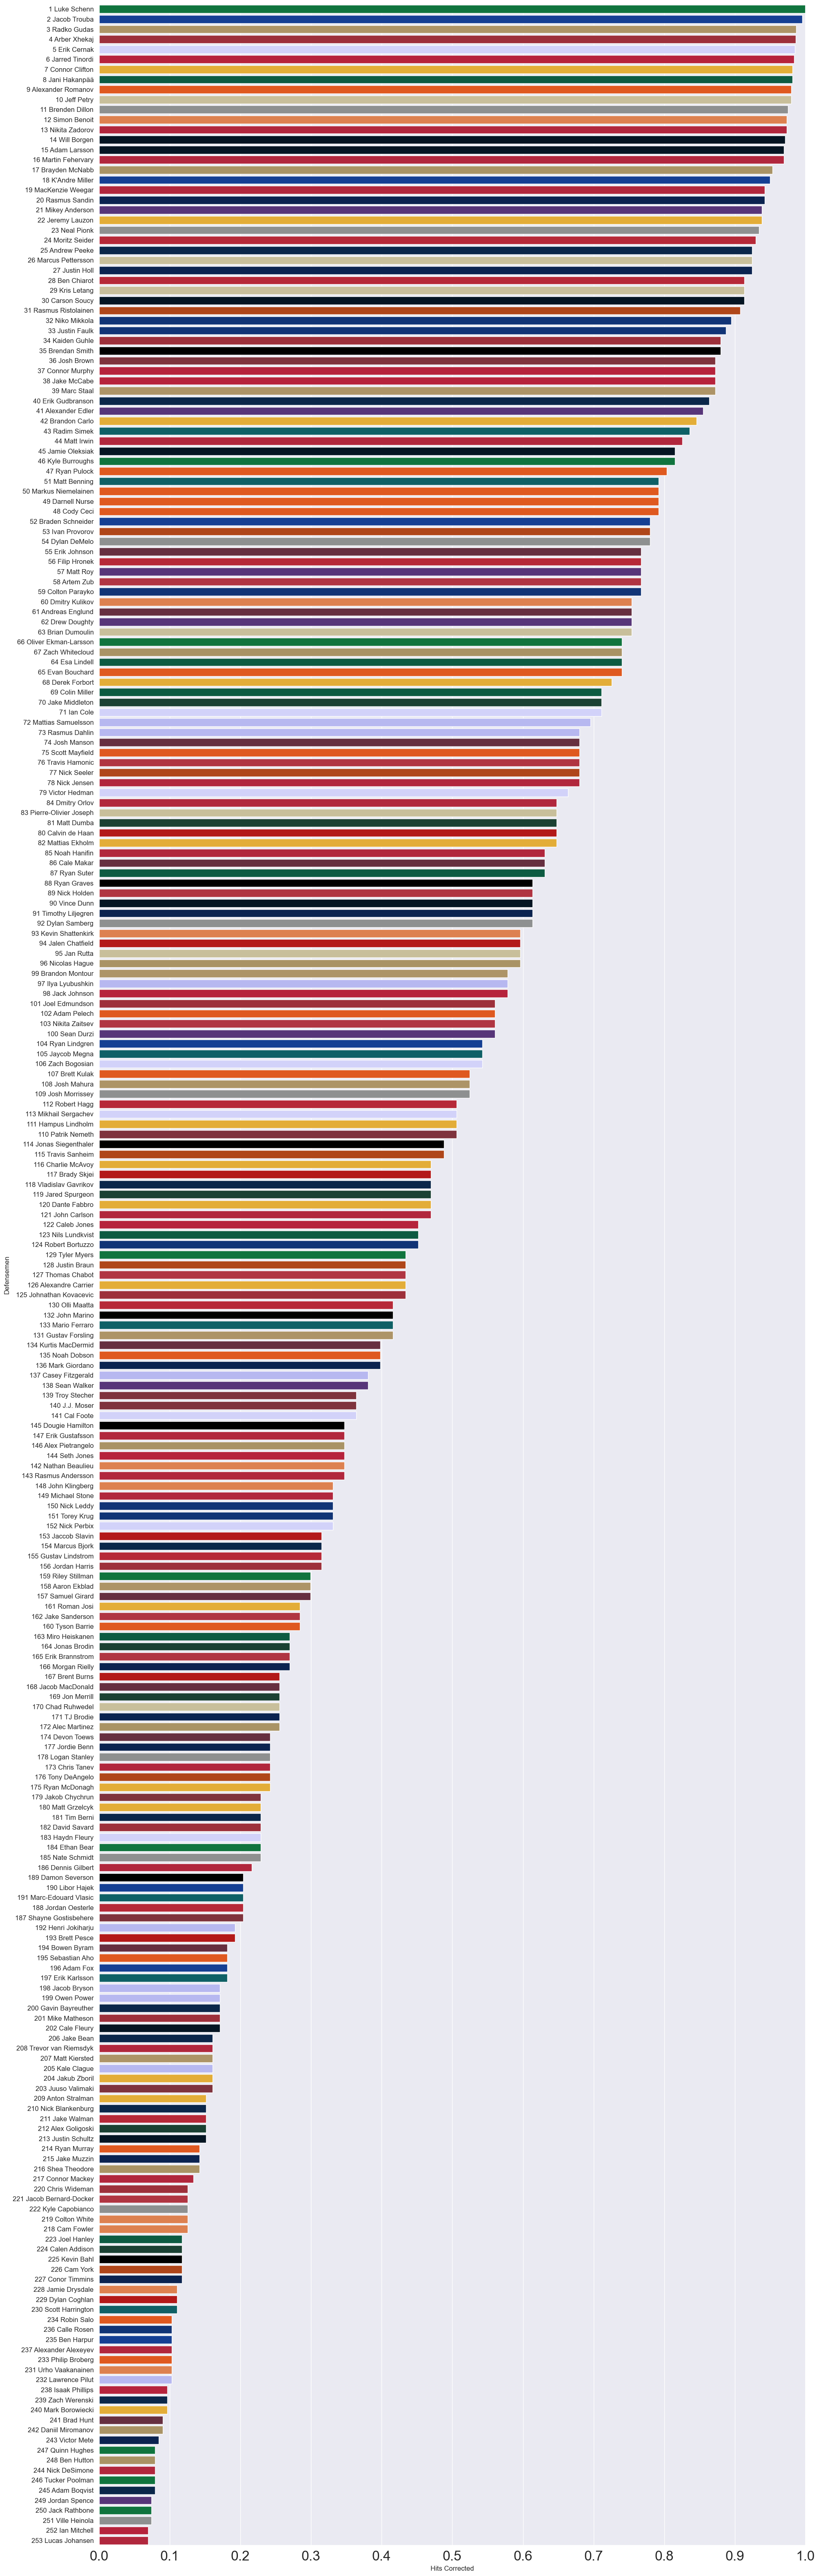 1 Luke Schenn
2 Jacob Trouba
3 Radko Gudas
4 Arber Xhekaj
5 Erik Cernak
6 Jarred Tinordi
7 Connor Clifton
8 Jani Hakanpää
9 Alexander Romanov
10 Jeff Petry
11 Brenden Dillon
12 Simon Benoit
13 Nikita Zadorov
14 Will Borgen
15 Adam Larsson
16 Martin Fehervary
17 Brayden McNabb
18 K'Andre Miller
19 MacKenzie Weegar
20 Rasmus Sandin
21 Mikey Anderson
22 Jeremy Lauzon
23 Neal Pionk
24 Moritz Seider
25 Andrew Peeke
26 Marcus Pettersson
27 Justin Holl
28 Ben Chiarot
29 Kris Letang
30 Carson Soucy
31 Rasmus Ristolainen
32 Niko Mikkola
33 Justin Faulk
34 Kaiden Guhle
35 Brendan Smith
36 Josh Brown
37 Connor Murphy
38 Jake McCabe
39 Marc Staal
40 Erik Gudbranson
41 Alexander Edler
42 Brandon Carlo
43 Radim Simek
44 Matt Irwin
45 Jamie Oleksiak
46 Kyle Burroughs
47 Ryan Pulock
51 Matt Benning
50 Markus Niemelainen
49 Darnell Nurse
48 Cody Ceci
52 Braden Schneider
53 Ivan Provorov
54 Dylan DeMelo
55 Erik Johnson
56 Filip Hronek
57 Matt Roy
58 Artem Zub
59 Colton Parayko
60 Dmitry Kulikov
61 Andreas Englund
62 Drew Doughty
63 Brian Dumoulin
66 Oliver Ekman-Larsson
67 Zach Whitecloud
64 Esa Lindell
65 Evan Bouchard
68 Derek Forbort
69 Colin Miller
70 Jake Middleton
71 Ian Cole
72 Mattias Samuelsson
73 Rasmus Dahlin
74 Josh Manson
75 Scott Mayfield
76 Travis Hamonic
77 Nick Seeler
78 Nick Jensen
79 Victor Hedman
84 Dmitry Orlov
83 Pierre-Olivier Joseph
81 Matt Dumba
80 Calvin de Haan
82 Mattias Ekholm
85 Noah Hanifin
86 Cale Makar
87 Ryan Suter
88 Ryan Graves
89 Nick Holden
90 Vince Dunn
91 Timothy Liljegren
92 Dylan Samberg
93 Kevin Shattenkirk
94 Jalen Chatfield
95 Jan Rutta
96 Nicolas Hague
99 Brandon Montour
97 Ilya Lyubushkin
98 Jack Johnson
101 Joel Edmundson
102 Adam Pelech
103 Nikita Zaitsev
100 Sean Durzi
104 Ryan Lindgren
105 Jaycob Megna
106 Zach Bogosian
107 Brett Kulak
108 Josh Mahura
109 Josh Morrissey
112 Robert Hagg
113 Mikhail Sergachev
111 Hampus Lindholm
110 Patrik Nemeth
114 Jonas Siegenthaler
115 Travis Sanheim
116 Charlie McAvoy
117 Brady Skjei
118 Vladislav Gavrikov
119 Jared Spurgeon
120 Dante Fabbro
121 John Carlson
122 Caleb Jones
123 Nils Lundkvist
124 Robert Bortuzzo
129 Tyler Myers
128 Justin Braun
127 Thomas Chabot
126 Alexandre Carrier
125 Johnathan Kovacevic
130 Olli Maatta
132 John Marino
133 Mario Ferraro
131 Gustav Forsling
134 Kurtis MacDermid
135 Noah Dobson
136 Mark Giordano
137 Casey Fitzgerald
138 Sean Walker
139 Troy Stecher
140 J.J. Moser
141 Cal Foote
145 Dougie Hamilton
147 Erik Gustafsson
146 Alex Pietrangelo
144 Seth Jones
142 Nathan Beaulieu
143 Rasmus Andersson
148 John Klingberg
149 Michael Stone
150 Nick Leddy
151 Torey Krug
152 Nick Perbix
153 Jaccob Slavin
154 Marcus Bjork
155 Gustav Lindstrom
156 Jordan Harris
159 Riley Stillman
158 Aaron Ekblad
157 Samuel Girard
161 Roman Josi
162 Jake Sanderson
160 Tyson Barrie
163 Miro Heiskanen
164 Jonas Brodin
165 Erik Brannstrom
166 Morgan Rielly
167 Brent Burns
168 Jacob MacDonald
169 Jon Merrill
170 Chad Ruhwedel
171 TJ Brodie
172 Alec Martinez
174 Devon Toews
177 Jordie Benn
178 Logan Stanley
173 Chris Tanev
176 Tony DeAngelo
175 Ryan McDonagh
179 Jakob Chychrun
180 Matt Grzelcyk
181 Tim Berni
182 David Savard
183 Haydn Fleury
184 Ethan Bear
185 Nate Schmidt
186 Dennis Gilbert
189 Damon Severson
190 Libor Hajek
191 Marc-Edouard Vlasic
188 Jordan Oesterle
187 Shayne Gostisbehere
192 Henri Jokiharju
193 Brett Pesce
194 Bowen Byram
195 Sebastian Aho
196 Adam Fox
197 Erik Karlsson
198 Jacob Bryson
199 Owen Power
200 Gavin Bayreuther
201 Mike Matheson
202 Cale Fleury
206 Jake Bean
208 Trevor van Riemsdyk
207 Matt Kiersted
205 Kale Clague
204 Jakub Zboril
203 Juuso Valimaki
209 Anton Stralman
210 Nick Blankenburg
211 Jake Walman
212 Alex Goligoski
213 Justin Schultz
214 Ryan Murray
215 Jake Muzzin
216 Shea Theodore
217 Connor Mackey
220 Chris Wideman
221 Jacob Bernard-Docker
222 Kyle Capobianco
219 Colton White
218 Cam Fowler
223 Joel Hanley
224 Calen Addison
225 Kevin Bahl
226 Cam York
227 Conor Timmins
228 Jamie Drysdale
229 Dylan Coghlan
230 Scott Harrington
234 Robin Salo
236 Calle Rosen
235 Ben Harpur
237 Alexander Alexeyev
233 Philip Broberg
231 Urho Vaakanainen
232 Lawrence Pilut
238 Isaak Phillips
239 Zach Werenski
240 Mark Borowiecki
241 Brad Hunt
242 Daniil Miromanov
243 Victor Mete
247 Quinn Hughes
248 Ben Hutton
244 Nick DeSimone
246 Tucker Poolman
245 Adam Boqvist
249 Jordan Spence
250 Jack Rathbone
251 Ville Heinola
252 Ian Mitchell
253 Lucas Johansen
Defensemen
0.0 0.1 0.2 0.3 0.4 0.5 0.6 0.7 0.8 0.9 1.0
Hits Corrected